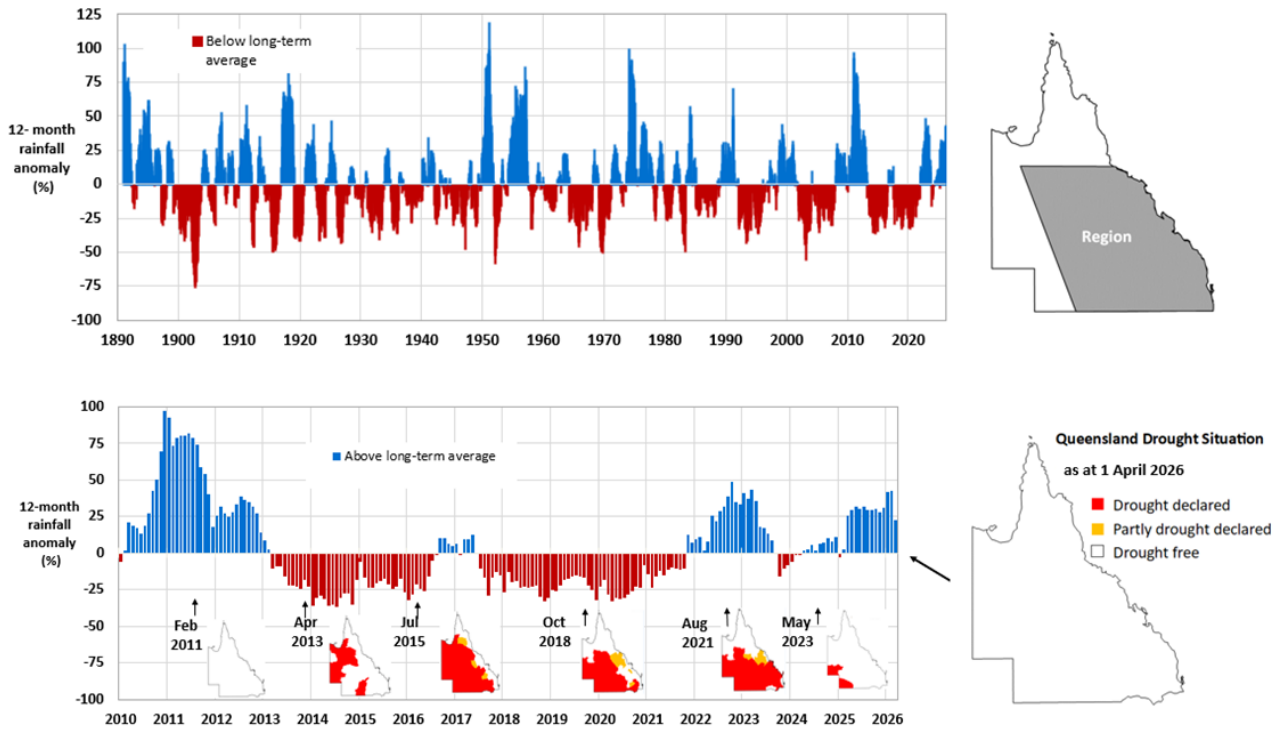 125
100
75
50
25
0
-25
-50
-75
-100
12- month
rainfall
anomaly
(%)
Below long-term
average
1890 1900 1910 1920 1930 1940 1950 1960 1970 1980 1990 2000 2010 2020
Region
100
75
50
25
0
-25
-50
-75
-100
12-month
rainfall
anomaly
(%)
Above long-term average
Feb
2011
Apr
2013
Jul
2015
Oct
2018
Aug
2021
May
2023
2010 2011 2012 2013 2014 2015 2016 2017 2018 2019 2020 2021 2022 2023 2024 2025 2026
Queensland Drought Situation
as at 1 April 2026
Drought declared
Partly drought declared
Drought free